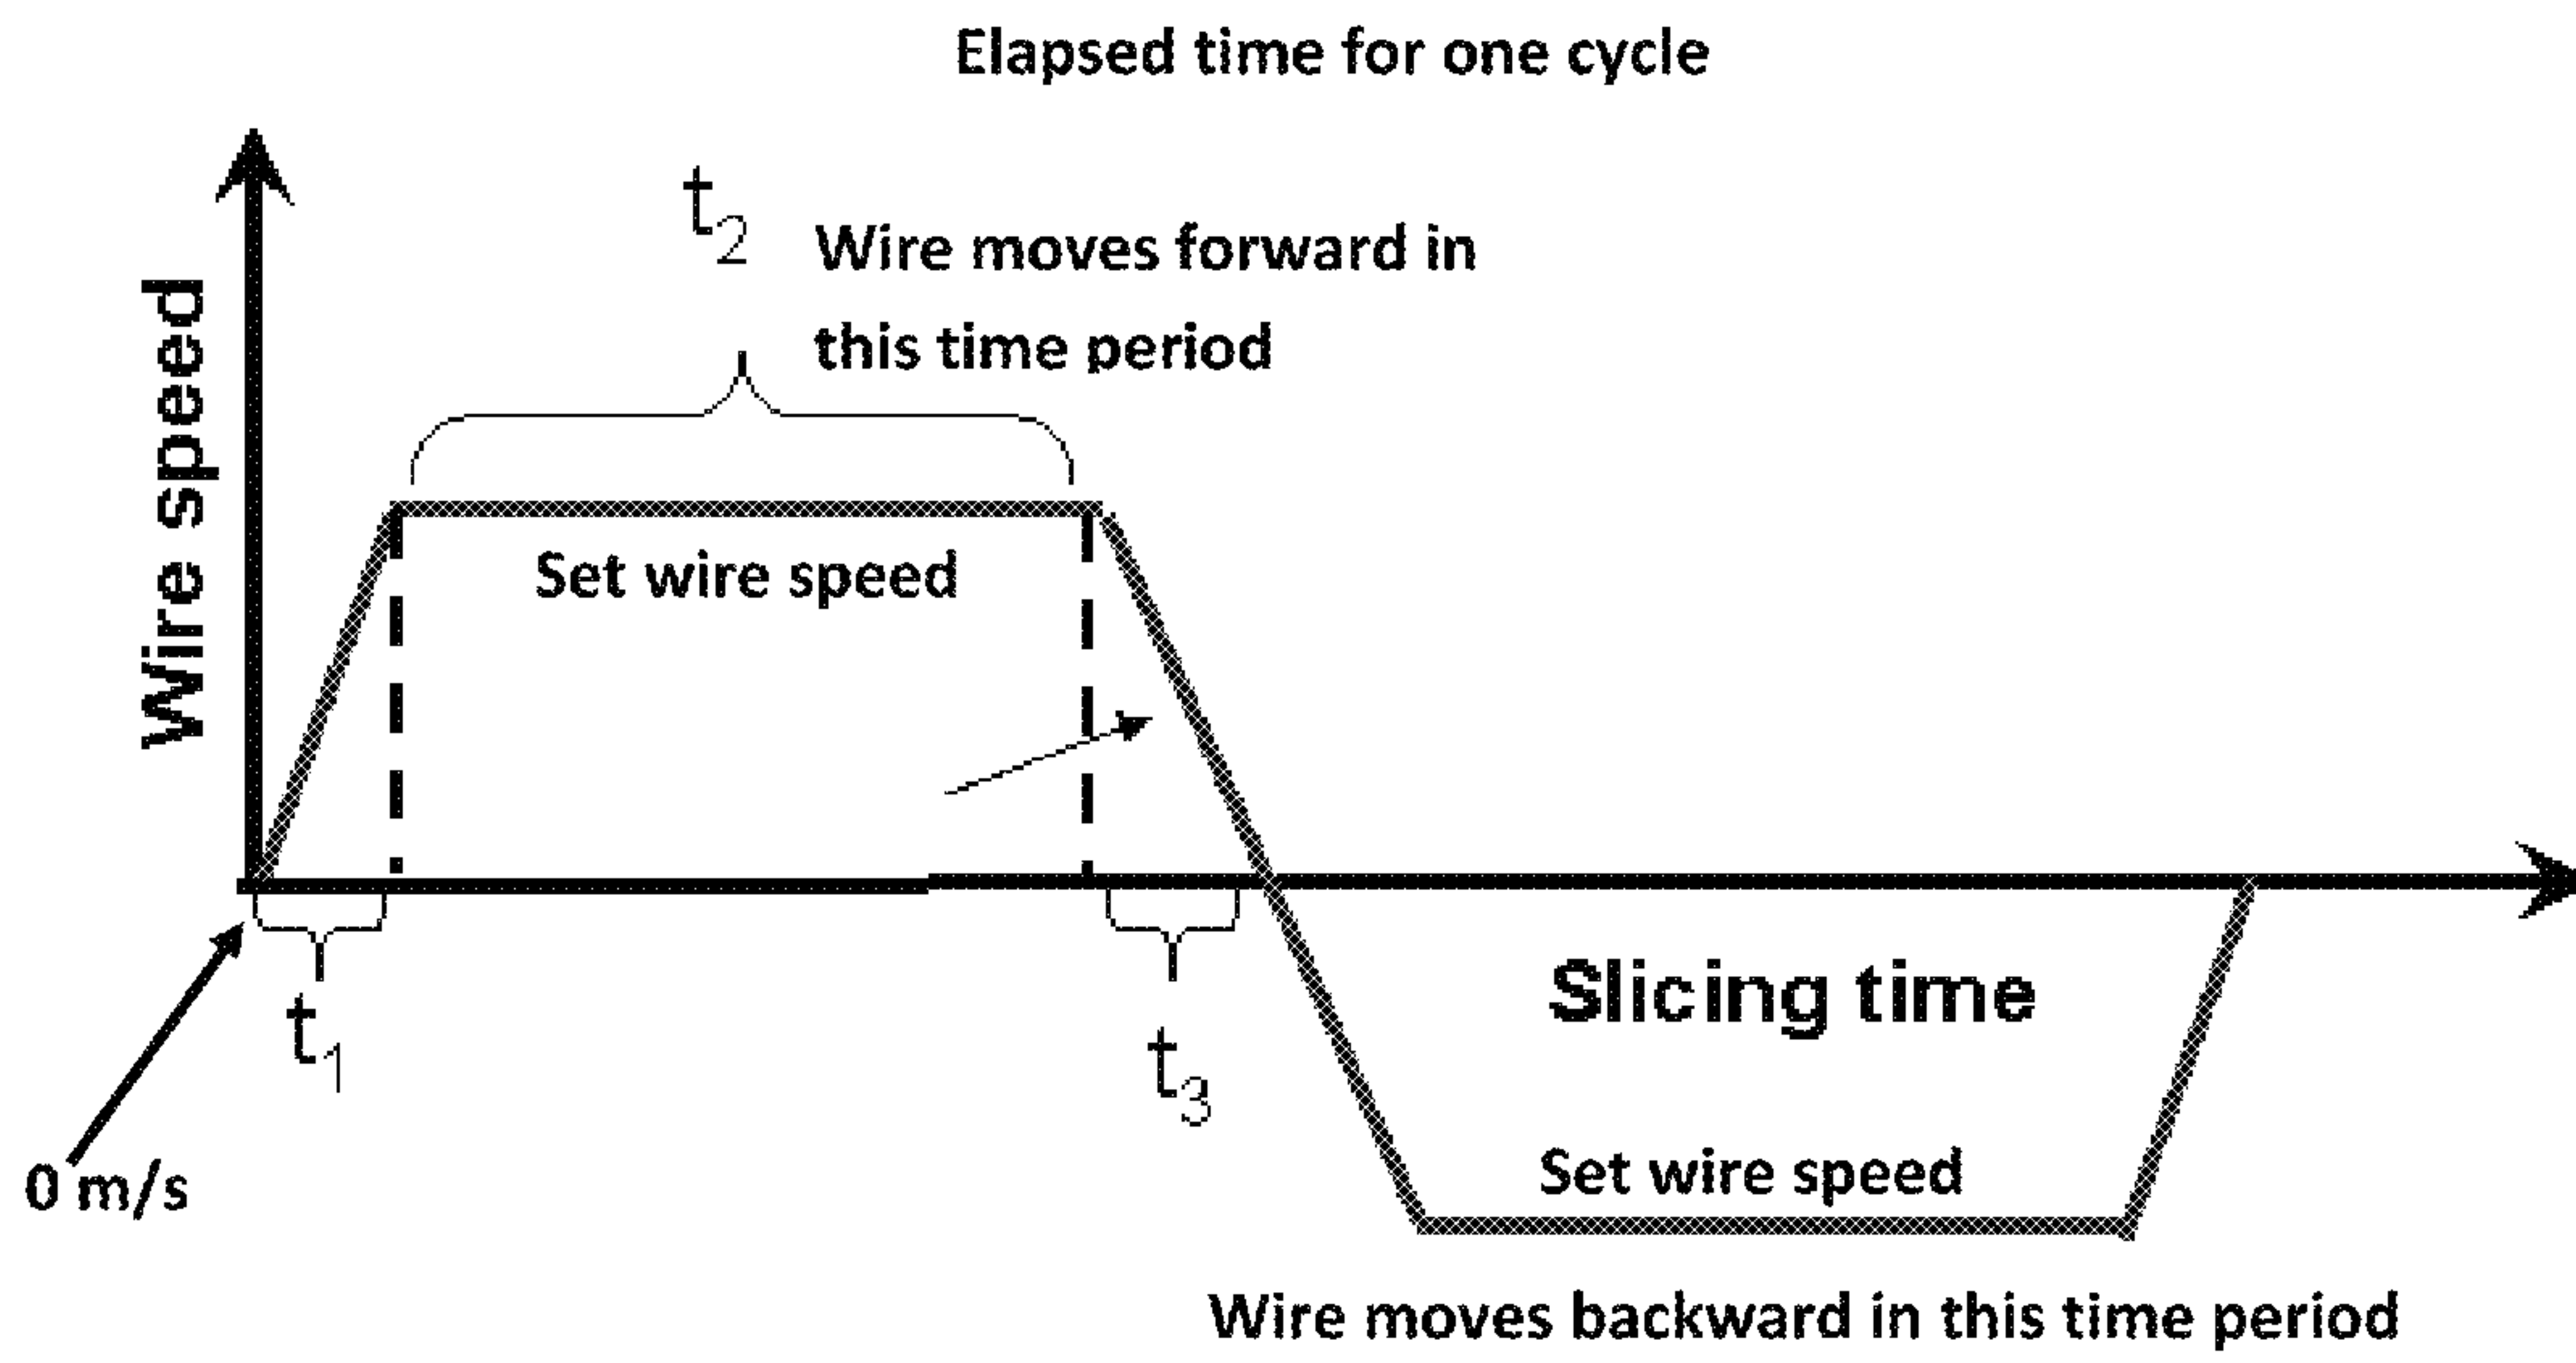 Elapsed time for one cycle
t2
Wire moves forward in
this time period
Wire speed
Set wire speed
t1
t3
0 m/s
Slicing time
Set wire speed
Wire moves backward in this time period